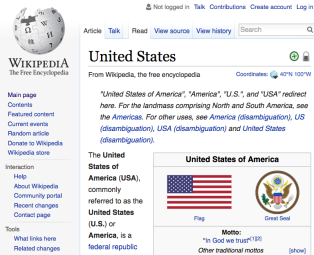 Not logged in Talk Contributions Create account Log in
Article Talk Read View source View history Search
WIKIPEDIA
The Free Encyclopedia
Main page
Contents
Featured content
Current events
Random article
Donate to Wikipedia
Wikipedia store
Interaction
Help
About Wikipedia
Community portal
Recent changes
Contact page
Tools
What links here
Related changes
United States
From Wikipedia, the free encyclopedia
Coordinates: 40°N 100°W
"United States of America", "America", "U.S.", and "USA" redirect
here. For the landmass comprising North and South America, see
the Americas. For other uses, see America (disambiguation), US
(disambiguation), USA (disambiguation) and United States
(disambiguation).
The United
States of
America (USA),
commonly
referred to as the
United States
(U.S.) or
America, is a
federal republic
United States of America
Flag Great Seal
Motto:
"In God we trust"[1][2]
Other traditional mottos [show]